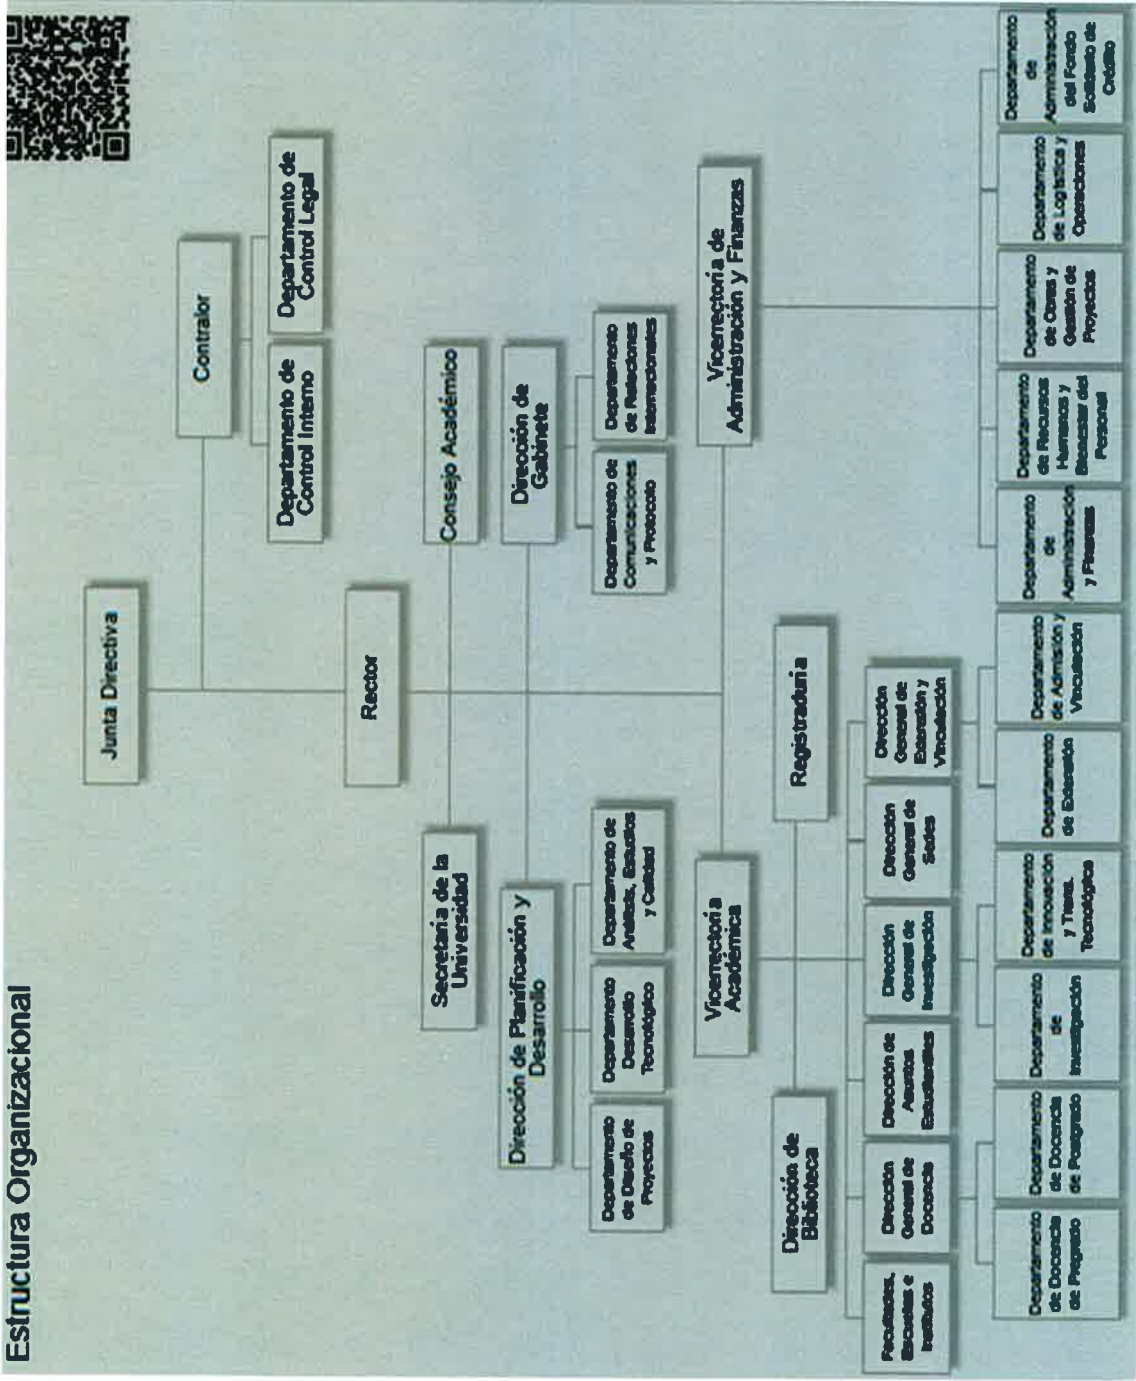 Estructura Organizacional
Junta Directiva
Contralor
Departamento de
Control Interno
Departamento de
Control Legal
Rector
Secretaria de la
Universidad
Consejo Académico
Dirección de Planificación y
Desarrollo
Dirección de
Gabinete
Departamento
de Diseño de
Proyectos
Departamento
Desarrollo
Tecnológico
Departamento de
Análisis, Estudios
y Calidad
Departamento de
Comunicaciones
y Protocolo
Departamento
de Relaciones
Internacionales
Vicerrectoria
Académica
Vicerrectoria de
Administración y Finanzas
Dirección de
Biblioteca
Registraduria
Facultades,
Escuelas e
Institutos
Dirección
General de
Docencia
Dirección de
Asuntos
Estudiantiles
Dirección
General de
Investigación
Dirección
General de
Sedes
Dirección
General de
Extensión y
Vinculación
Departamento
de Docencia
de Pregrado
Departamento
de Docencia
de Postgrado
Departamento
de
Investigación
Departamento
de Innovación
y Trans.
Tecnológica
Departamento
de Extensión
Departamento
de Admisión y
Vinculación
Departamento
de
Administración
y Finanzas
Departamento
de Recursos
Humanos y
Bienestar del
Personal
Departamento
de Obras y
Gestión de
Proyectos
Departamento
de Logística y
Operaciones
Departamento
de
Administración
del Fondo
Solidario de
Crédito